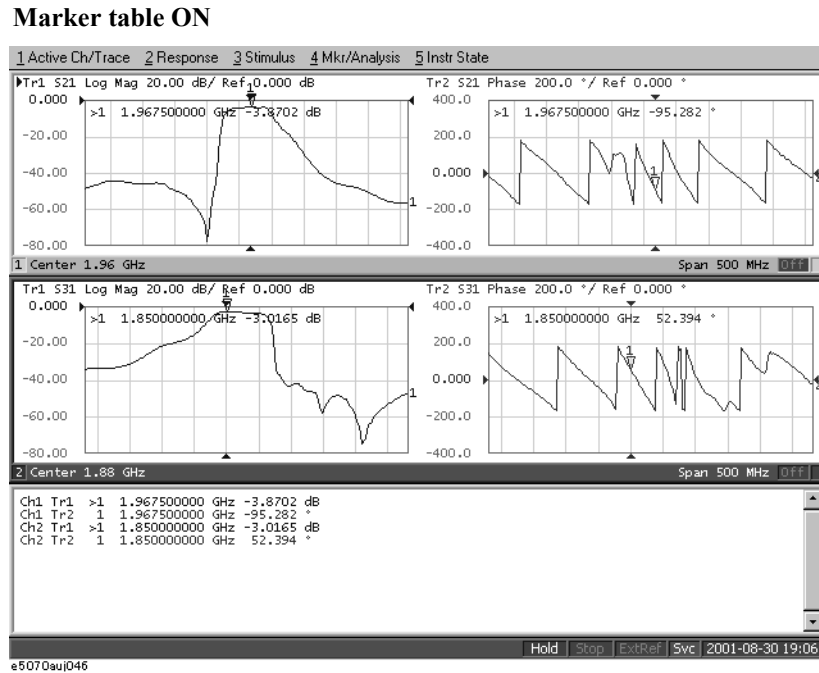 Marker table ON
1 Active Ch/Trace 2 Response 3 Stimulus 4 Mkr/Analysis 5 Instr State
Tr1 S21 Log Mag 20.00 dB/ Ref 0.000 dB
0.000
>1 1.967500000 GHz -3.8702 dB
-20.00
-40.00
-60.00
-80.00
1
1
Tr2 S21 Phase 200.0 °/ Ref 0.000 °
400.0
>1 1.967500000 GHz -95.282 °
200.0
0.000
-200.0
-400.0
1
1 Center 1.96 GHz
Span 500 MHz Off
Tr1 S31 Log Mag 20.00 dB/ Ref 0.000 dB
0.000
>1 1.850000000 GHz -3.0165 dB
-20.00
-40.00
-60.00
-80.00
1
Tr2 S31 Phase 200.0 °/ Ref 0.000 °
400.0
>1 1.850000000 GHz 52.394 °
200.0
0.000
-200.0
-400.0
1
2 Center 1.88 GHz
Span 500 MHz Off
Ch1 Tr1 >1 1.967500000 GHz -3.8702 dB
Ch1 Tr2 1 1.967500000 GHz -95.282 °
Ch2 Tr1 >1 1.850000000 GHz -3.0165 dB
Ch2 Tr2 1 1.850000000 GHz 52.394 °
Hold Stop ExtRef Svc 2001-08-30 19:06
e5070auj046